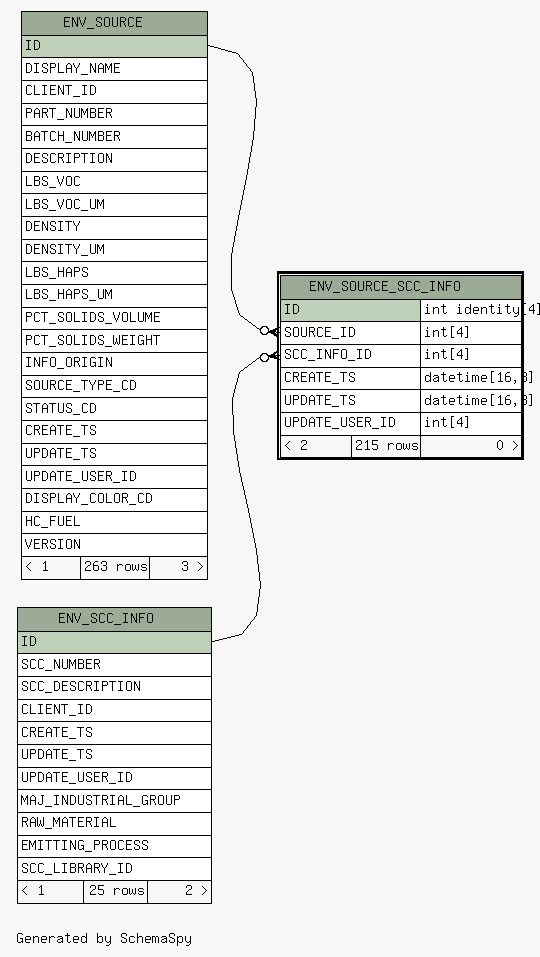 ENV_SOURCE
ID
DISPLAY_NAME
CLIENT_ID
PART_NUMBER
BATCH_NUMBER
DESCRIPTION
LBS_VOC
LBS_VOC_UM
DENSITY
DENSITY_UM
LBS_HAPS
LBS_HAPS_UM
PCT_SOLIDS_VOLUME
PCT_SOLIDS_WEIGHT
INFO_ORIGIN
SOURCE_TYPE_CD
STATUS_CD
CREATE_TS
UPDATE_TS
UPDATE_USER_ID
DISPLAY_COLOR_CD
HC_FUEL
VERSION
< 1 263 rows 3 >
ENV_SOURCE_SCC_INFO
ID int identity[4]
SOURCE_ID int[4]
SCC_INFO_ID int[4]
CREATE_TS datetime[16,3]
UPDATE_TS datetime[16,3]
UPDATE_USER_ID int[4]
< 2 215 rows 0 >
ENV_SCC_INFO
ID
SCC_NUMBER
SCC_DESCRIPTION
CLIENT_ID
CREATE_TS
UPDATE_TS
UPDATE_USER_ID
MAJ_INDUSTRIAL_GROUP
RAW_MATERIAL
EMITTING_PROCESS
SCC_LIBRARY_ID
< 1 25 rows 2 >
Generated by SchemaSpy